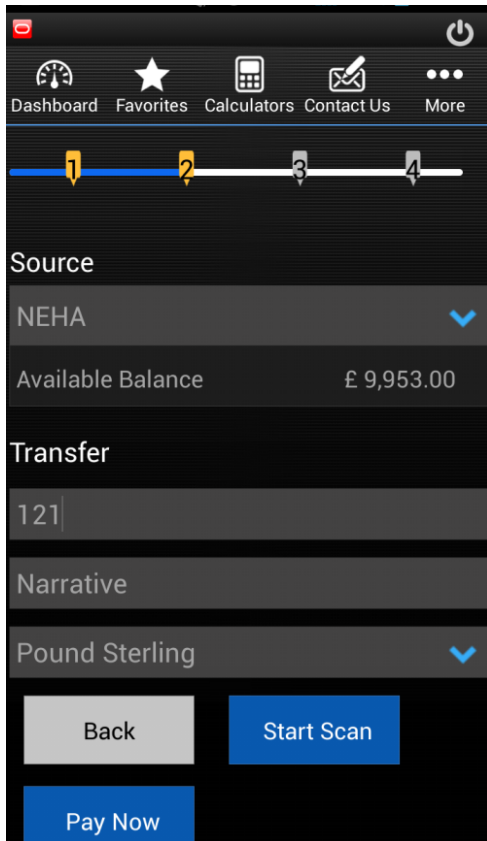 Dashboard Favorites Calculators Contact Us More
1 2 3 4
Source
NEHA
Available Balance £ 9,953.00
Transfer
121
Narrative
Pound Sterling
Back Start Scan
Pay Now